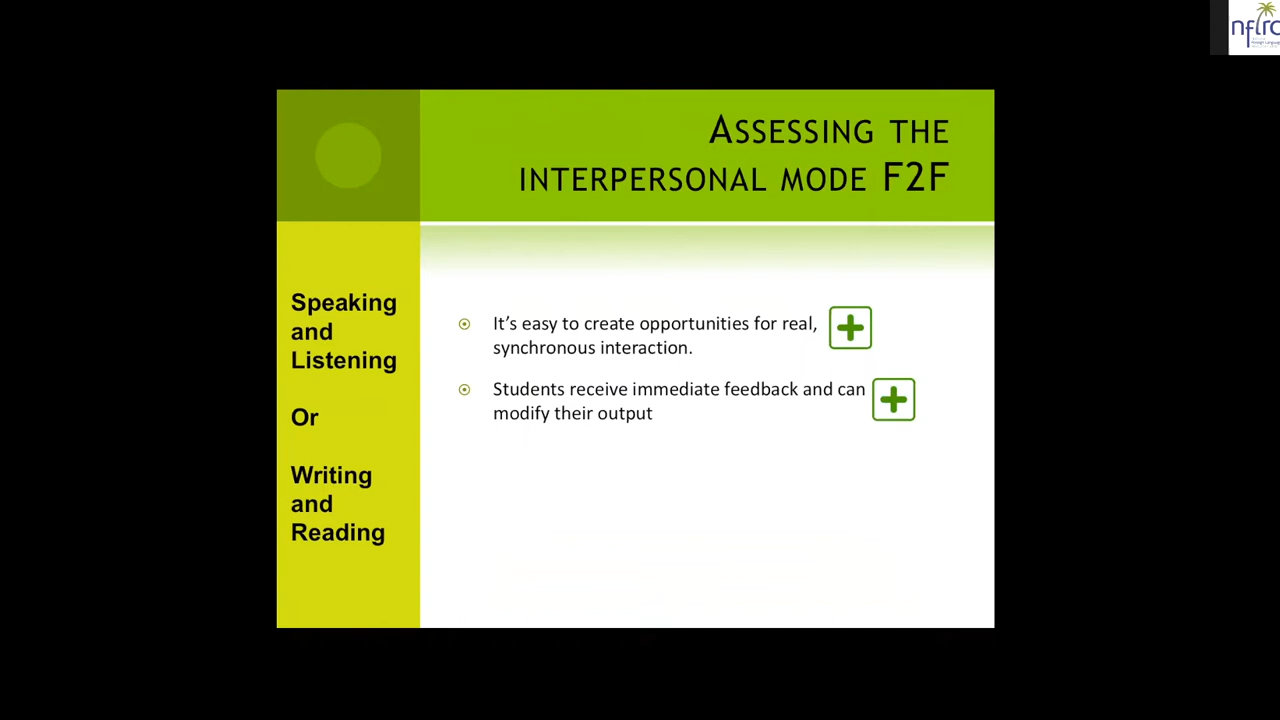 nflrc
ASSESSING THE
INTERPERSONAL MODE F2F
Speaking
and
Listening
Or
Writing
and
Reading
It's easy to create opportunities for real,
synchronous interaction.
Students receive immediate feedback and can
modify their output